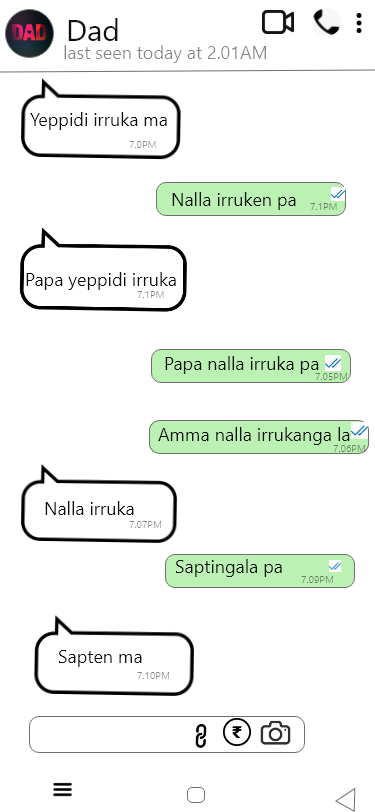 DAD
Dad
last seen today at 2.01AM
Yeppidi irruka ma
7.0PM
Nalla irruken pa
7.1PM
Papa yeppidi irruka
7.1PM
Papa nalla irruka pa
7.05PM
Amma nalla irrukanga la
7.06PM
Nalla irruka
7.07PM
Saptingala pa
7.09PM
Sapten ma
7.10PM
₹